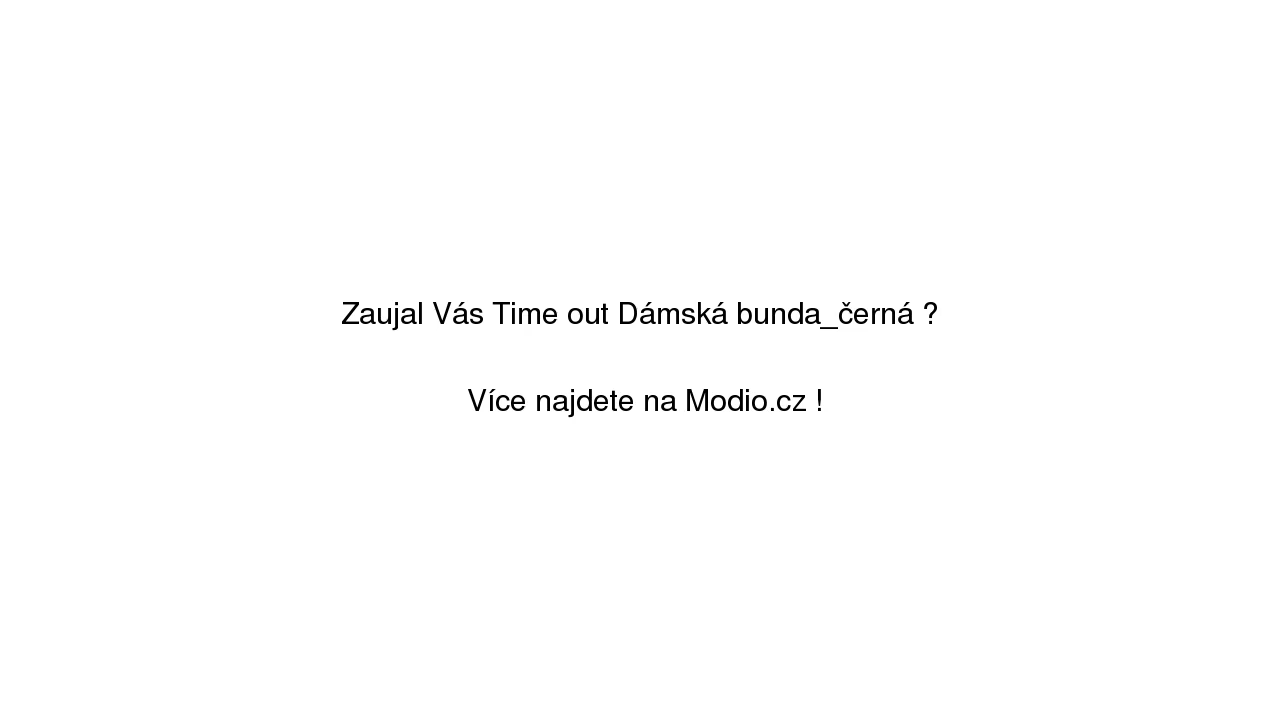 Zaujal Vás Time out Dámská bunda_černá ?
Více najdete na Modio.cz !